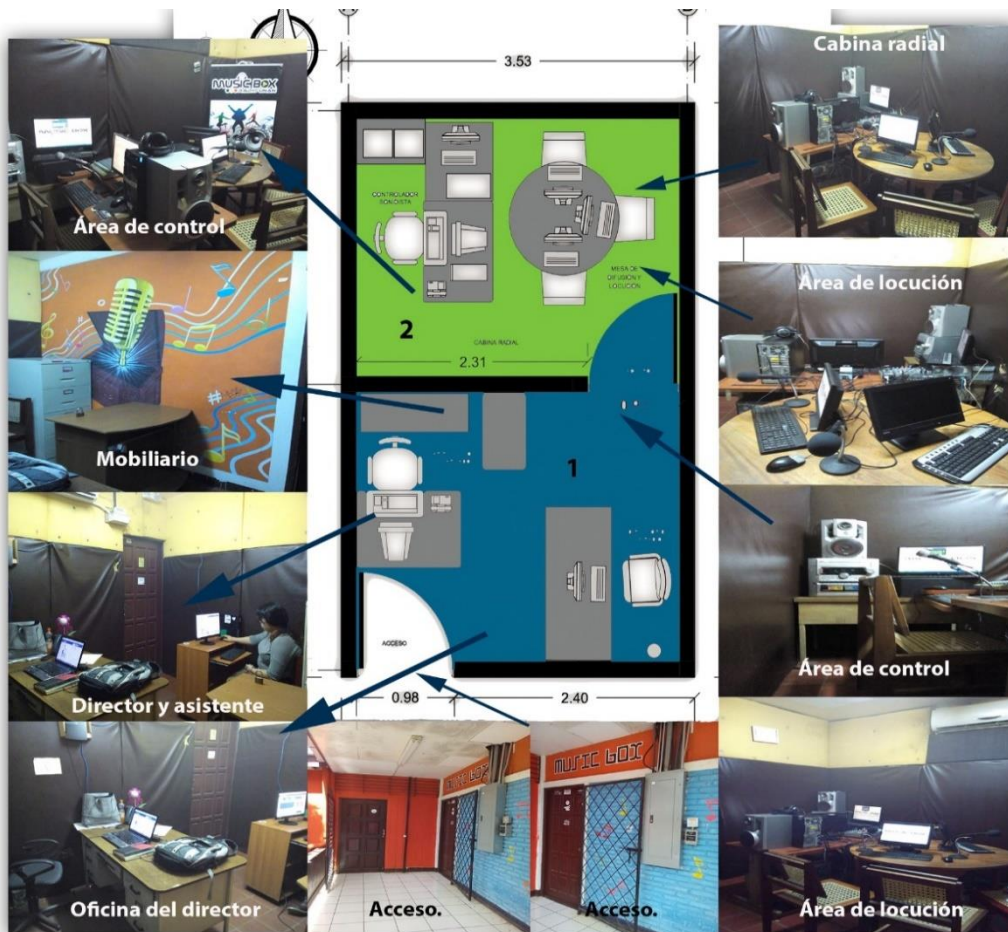 3.53
Cabina radial
MUSIC BOX
Área de control
CONTROLADOR
SONIDISTA
MESA DE
DIFUSIÓN Y
LOCUCIÓN
2
CABINA RADIAL
2.31
Área de locución
Mobiliario
1
Director y asistente
ACCESO
Área de control
0.98
2.40
MUSIC BOX
MUSIC BOX
Oficina del director
Acceso.
Acceso.
Área de locución